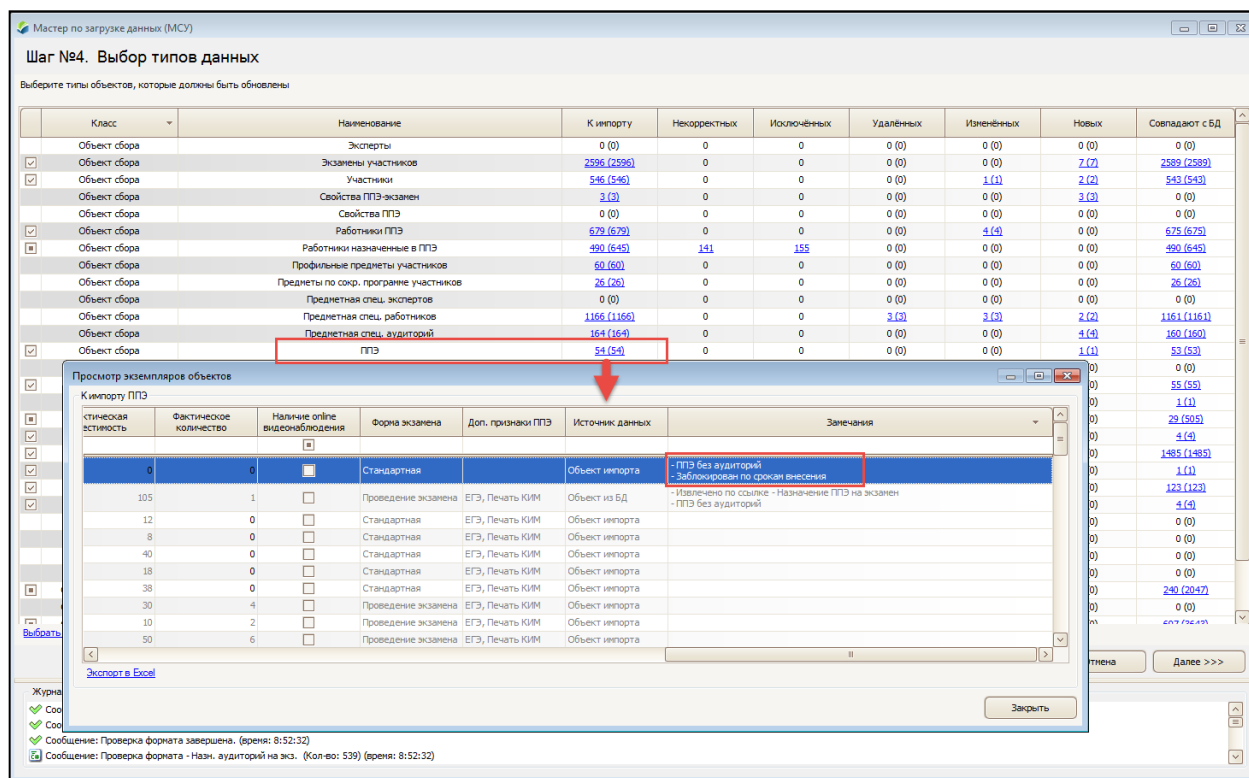 Мастер по загрузке данных (МСУ)
Шаг №4. Выбор типов данных
Выберите типы объектов, которые должны быть обновлены
Класс Наименование К импорту Некорректных Исключённых Удалённых Изменённых Новых Совпадают с БД
Объект сбора Эксперты 0 (0) 0 0 0 (0) 0 (0) 0 (0) 0 (0)
Объект сбора Экзамены участников 2596 (2596) 0 0 0 (0) 0 (0) 7 (7) 2589 (2589)
Объект сбора Участники 546 (546) 0 0 0 (0) 1 (1) 2 (2) 543 (543)
Объект сбора Свойства ППЭ-экзамен 3 (3) 0 0 0 (0) 0 (0) 3 (3) 0 (0)
Объект сбора Свойства ППЭ 0 (0) 0 0 0 (0) 0 (0) 0 (0) 0 (0)
Объект сбора Работники ППЭ 679 (679) 0 0 0 (0) 4 (4) 0 (0) 675 (675)
Объект сбора Работники назначенные в ППЭ 490 (645) 141 155 0 (0) 0 (0) 0 (0) 490 (645)
Объект сбора Профильные предметы участников 60 (60) 0 0 0 (0) 0 (0) 0 (0) 60 (60)
Объект сбора Предметы по сокр. программе участников 26 (26) 0 0 0 (0) 0 (0) 0 (0) 26 (26)
Объект сбора Предметная спец. экспертов 0 (0) 0 0 0 (0) 0 (0) 0 (0) 0 (0)
Объект сбора Предметная спец. работников 1166 (1166) 0 0 3 (3) 3 (3) 2 (2) 1161 (1161)
Объект сбора Предметная спец. аудиторий 164 (164) 0 0 0 (0) 0 (0) 4 (4) 160 (160)
Объект сбора ППЭ 54 (54) 0 0 0 (0) 0 (0) 1 (1) 53 (53)
0 (0)
55 (55)
1 (1)
29 (505)
4 (4)
1485 (1485)
1 (1)
123 (123)
4 (4)
0 (0)
0 (0)
0 (0)
0 (0)
240 (2047)
0 (0)
Просмотр экземпляров объектов
К импорту ППЭ
Фактическое количество Наличие online видеонаблюдения Форма экзамена Доп. признаки ППЭ Источник данных Замечания
0 0 Стандартная Объект импорта - ППЭ без аудиторий
- Заблокирован по срокам внесения
105 1 Проведение экзамена ЕГЭ, Печать КИМ Объект из БД - Извлечено по ссылке - Назначение ППЭ на экзамен
- ППЭ без аудиторий
12 0 Стандартная ЕГЭ, Печать КИМ Объект импорта
8 0 Стандартная ЕГЭ, Печать КИМ Объект импорта
40 0 Стандартная ЕГЭ, Печать КИМ Объект импорта
18 0 Стандартная ЕГЭ, Печать КИМ Объект импорта
38 0 Стандартная ЕГЭ, Печать КИМ Объект импорта
30 4 Проведение экзамена ЕГЭ, Печать КИМ Объект импорта
10 2 Проведение экзамена ЕГЭ, Печать КИМ Объект импорта
50 6 Проведение экзамена ЕГЭ, Печать КИМ Объект импорта
Экспорт в Excel
Закрыть
Выбрать
Далее >>>
Сообщение: Проверка формата завершена. (время: 8:52:32)
Сообщение: Проверка формата - Назн. аудиторий на экз. (Кол-во: 539) (время: 8:52:32)